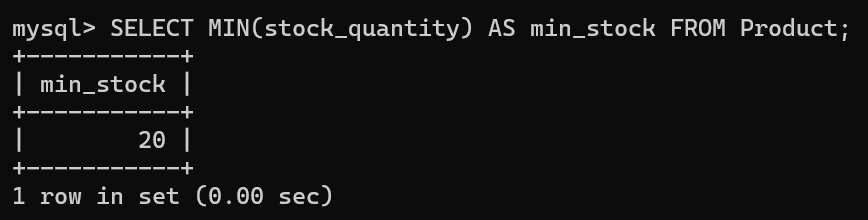 mysql> SELECT MIN(stock_quantity) AS min_stock FROM Product;
+-----------+
| min_stock |
+-----------+
|        20 |
+-----------+
1 row in set (0.00 sec)